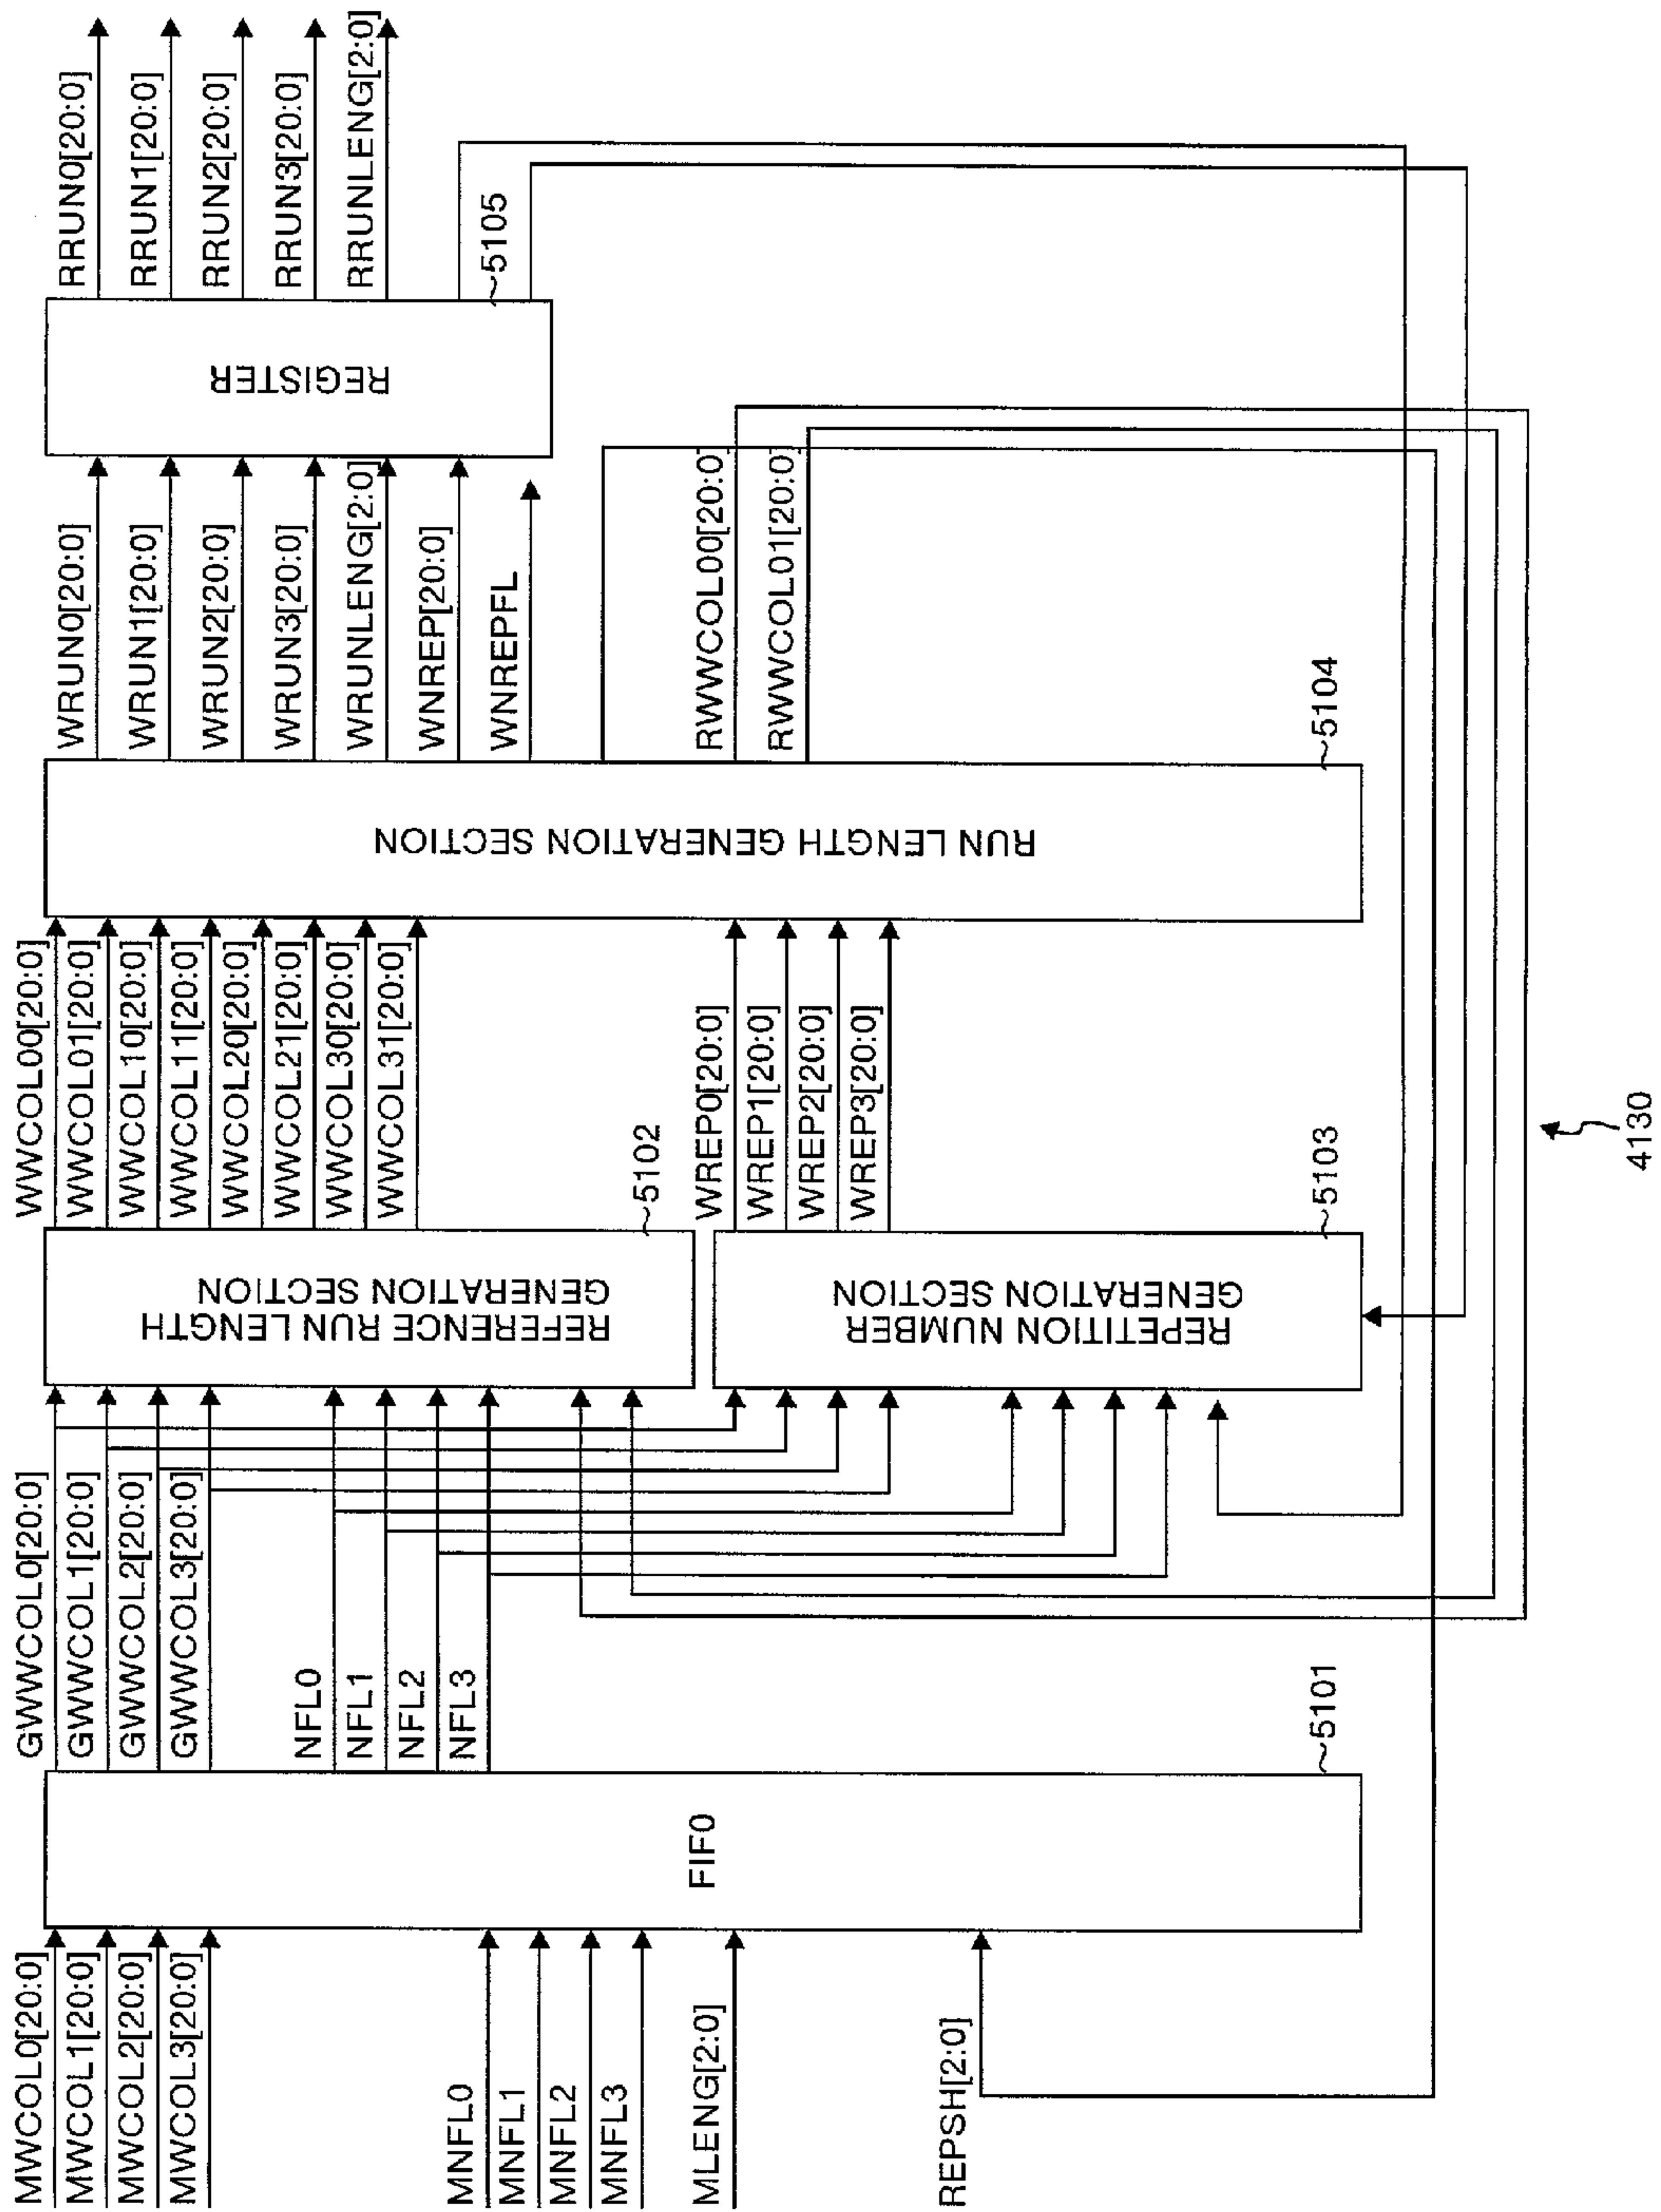 MWCOL0[20:0]
MWCOL1[20:0]
MWCOL2[20:0]
MWCOL3[20:0]
MNFL0
MNFL1
MNFL2
MNFL3
MLENG[2:0]
REPSH[2:0]
FIF0
5101
GWWCOL0[20:0]
GWWCOL1[20:0]
GWWCOL2[20:0]
GWWCOL3[20:0]
NFL0
NFL1
NFL2
NFL3
REFERENCE RUN LENGTH
GENERATION SECTION
5102
REPETITION NUMBER
GENERATION SECTION
5103
WWCOL00[20:0]
WWCOL01[20:0]
WWCOL10[20:0]
WWCOL11[20:0]
WWCOL20[20:0]
WWCOL21[20:0]
WWCOL30[20:0]
WWCOL31[20:0]
WREP0[20:0]
WREP1[20:0]
WREP2[20:0]
WREP3[20:0]
RUN LENGTH GENERATION SECTION
5104
WRUN0[20:0]
WRUN1[20:0]
WRUN2[20:0]
WRUN3[20:0]
WRUNLENG[2:0]
WNREP[20:0]
WNREPFL
RWWCOL00[20:0]
RWWCOL01[20:0]
REGISTER
5105
RRUN0[20:0]
RRUN1[20:0]
RRUN2[20:0]
RRUN3[20:0]
RRUNLENG[2:0]
4130